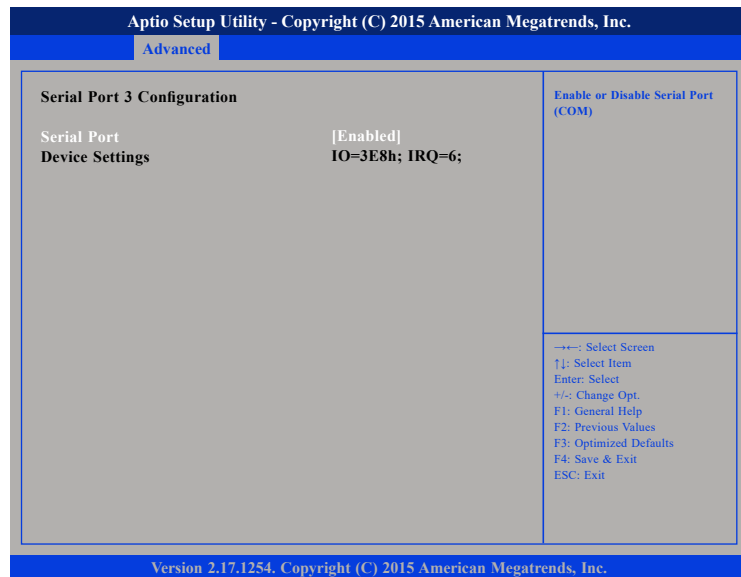 Aptio Setup Utility - Copyright (C) 2015 American Megatrends, Inc.
Advanced
Serial Port 3 Configuration
Serial Port [Enabled]
Device Settings IO=3E8h; IRQ=6;
Enable or Disable Serial Port
(COM)
→←: Select Screen
↑↓: Select Item
Enter: Select
+/-: Change Opt.
F1: General Help
F2: Previous Values
F3: Optimized Defaults
F4: Save & Exit
ESC: Exit
Version 2.17.1254. Copyright (C) 2015 American Megatrends, Inc.